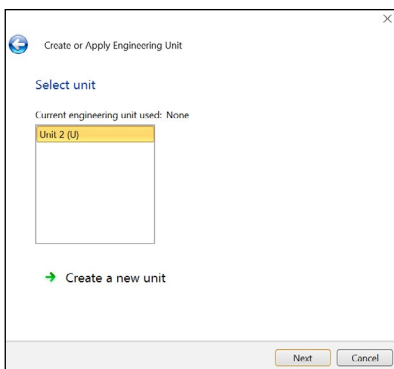 Create or Apply Engineering Unit
Select unit
Current engineering unit used: None
Unit 2 (U)
Create a new unit
Next Cancel